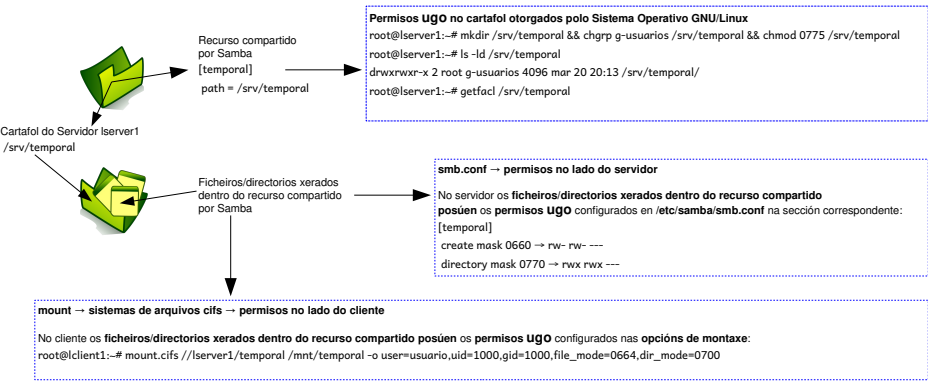 Permisos ugo no cartafol otorgados polo Sistema Operativo GNU/Linux
root@lserver1:~# mkdir /srv/temporal && chgrp g-usuarios /srv/temporal && chmod 0775 /srv/temporal
root@lserver1:~# ls -ld /srv/temporal
drwxrwxr-x 2 root g-usuarios 4096 mar 20 20:13 /srv/temporal/
root@lserver1:~# getfacl /srv/temporal
Recurso compartido
por Samba
[temporal]
path = /srv/temporal
Cartafol do Servidor lserver1
/srv/temporal
Ficheiros/directorios xerados
dentro do recurso compartido
por Samba
smb.conf → permisos no lado do servidor
No servidor os ficheiros/directorios xerados dentro do recurso compartido
posúen os permisos ugo configurados en /etc/samba/smb.conf na sección correspondente:
[temporal]
create mask 0660 → rw- rw- ---
directory mask 0770 → rwx rwx ---
mount → sistemas de arquivos cifs → permisos no lado do cliente
No cliente os ficheiros/directorios xerados dentro do recurso compartido posúen os permisos ugo configurados nas opcións de montaxe:
root@lclient1:~# mount.cifs //lserver1/temporal /mnt/temporal -o user=usuario,uid=1000,gid=1000,file_mode=0664,dir_mode=0700